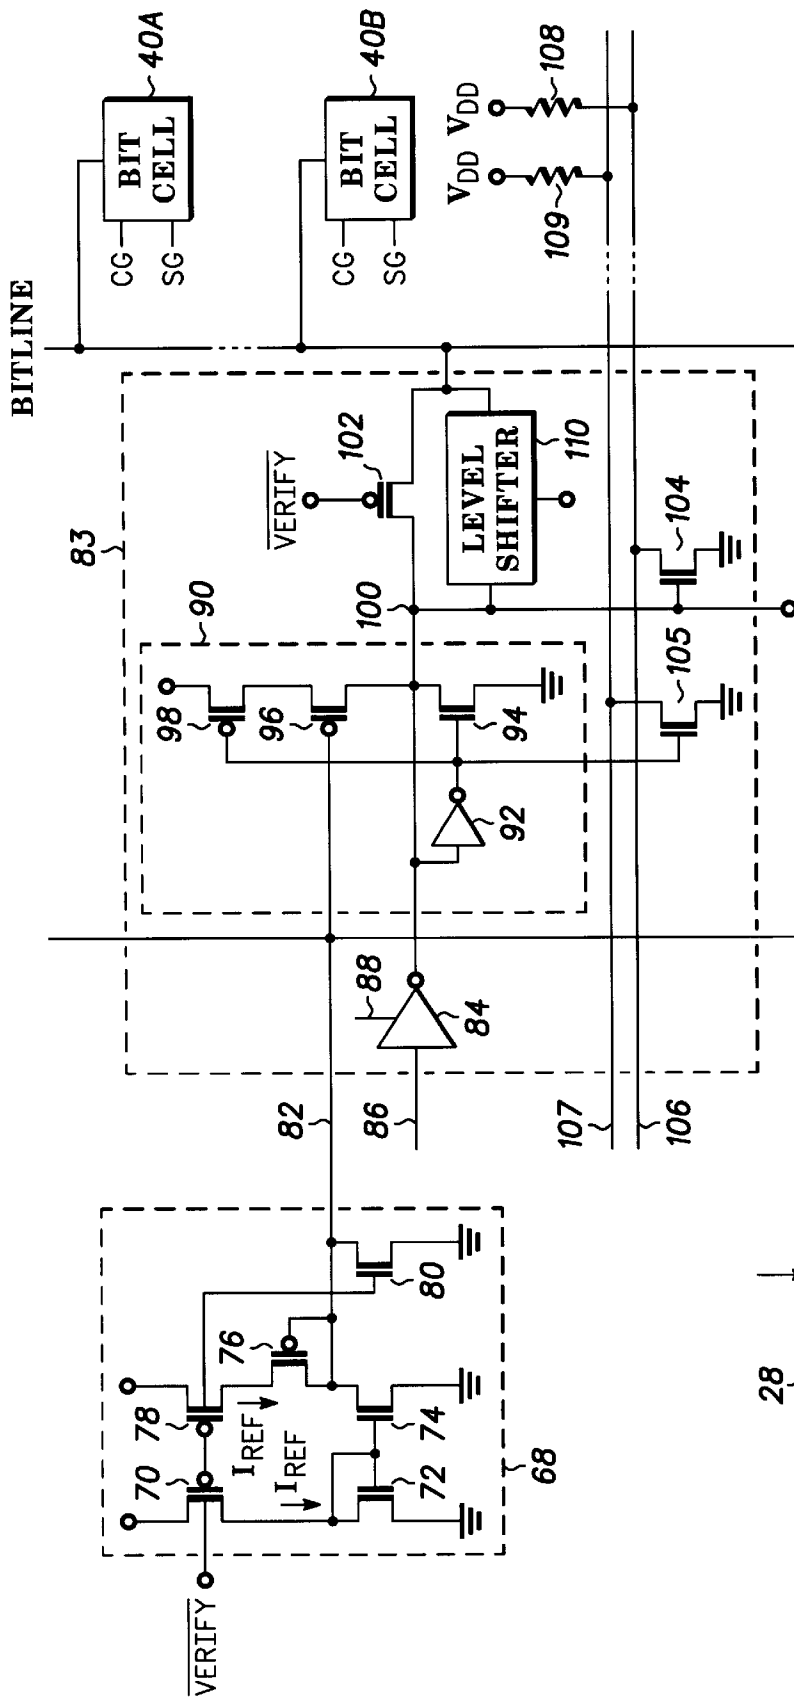 BITLINE
40A
BIT
CELL
CG
SG
40B
BIT
CELL
CG
SG
VDD
108
VDD
109
83
90
98
96
94
92
100
VERIFY
102
LEVEL
SHIFTER
110
104
105
88
84
82
86
107
106
VERIFY
70
78
IREF
IREF
76
72
74
80
68
28